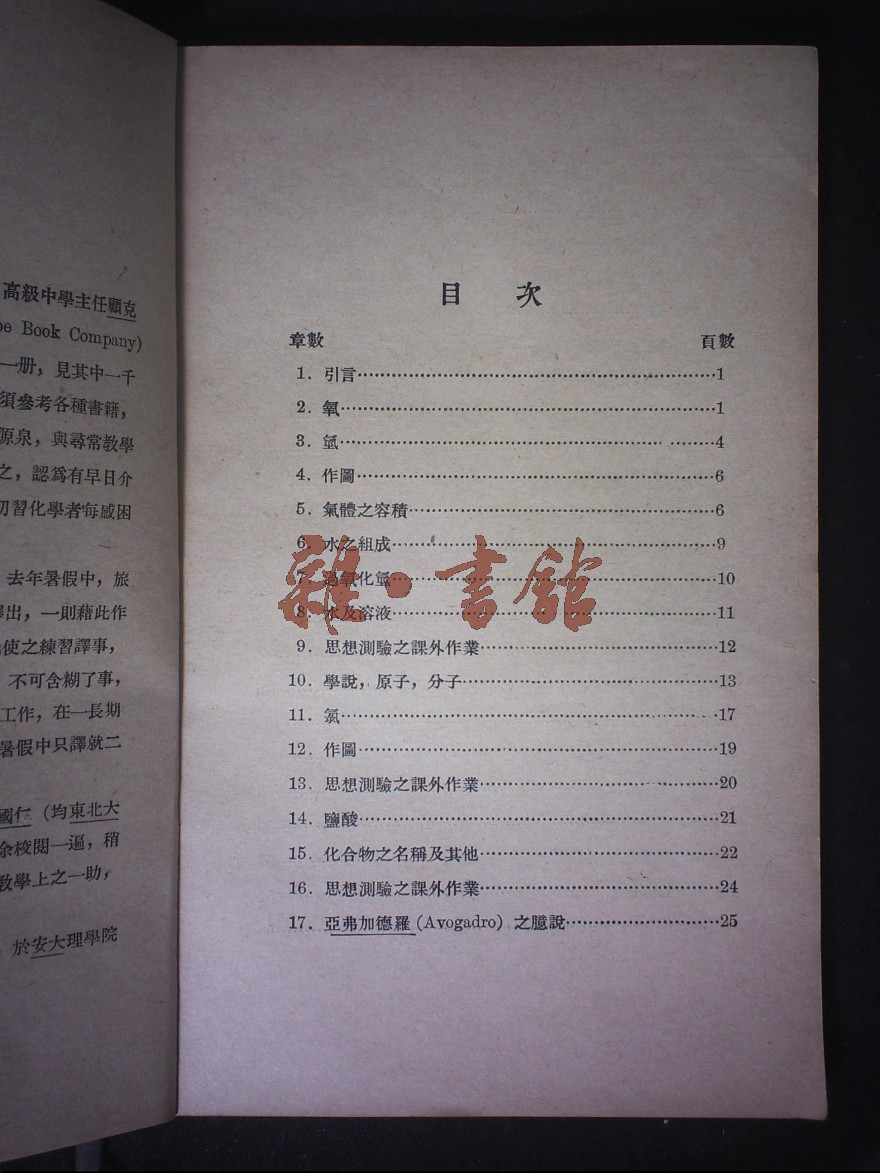 高級中學主任顧克
be Book Company)
一册，見其中一千
須參考各種書籍，
源泉，與尋常教學
之，認爲有早日介
初習化學者每感困
去年暑假中，旅
譯出，一則藉此作
使之練習譯事，
不可含糊了事，
工作，在一長期
暑假中只譯就二
國仁（均東北大
余校閱一遍，稍
教學上之一助，
於安大理學院
目 次
章數 頁數
1. 引言……1
2. 氧……1
3. 氫……4
4. 作圖……6
5. 氣體之容積……6
6. 水之組成……9
7. 過氧化氫……10
8. 水及溶液……11
9. 思想測驗之課外作業……12
10. 學說，原子，分子……13
11. 氯……17
12. 作圖……19
13. 思想測驗之課外作業……20
14. 鹽酸……21
15. 化合物之名稱及其他……22
16. 思想測驗之課外作業……24
17. 亞弗加德羅(Avogadro)之臆說……25
雜·書館